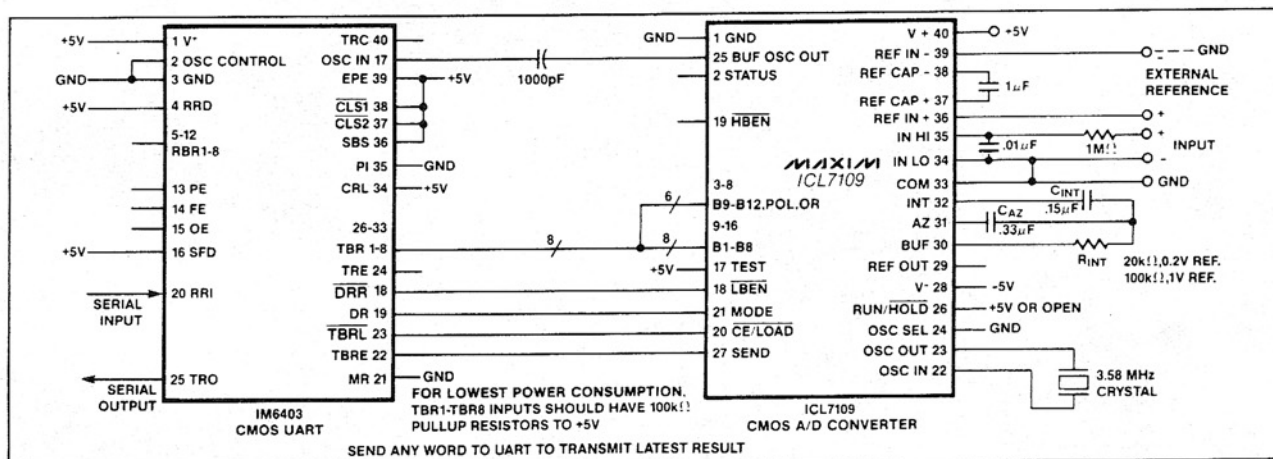 +5V
1 V+
2 OSC CONTROL
GND
3 GND
+5V
4 RRD
5-12
RBR1-8
13 PE
14 FE
15 OE
+5V
16 SFD
20 RRI
SERIAL
INPUT
25 TRO
SERIAL
OUTPUT
TRC 40
OSC IN 17
EPE 39
+5V
CLS1 38
CLS2 37
SBS 36
PI 35
GND
CRL 34
+5V
26-33
TBR 1-8
TRE 24
DRR 18
DR 19
TBRL 23
TBRE 22
MR 21
GND
IM6403
CMOS UART
1000pF
8
6
8
FOR LOWEST POWER CONSUMPTION.
TBR1-TBR8 INPUTS SHOULD HAVE 100kΩ
PULLUP RESISTORS TO +5V
GND
1 GND
25 BUF OSC OUT
2 STATUS
19 HBEN
MAXIM
ICL7109
3-8
B9-B12,POL,OR
9-16
B1-B8
+5V
17 TEST
18 LBEN
21 MODE
20 CE/LOAD
27 SEND
V + 40
+5V
REF IN - 39
REF CAP - 38
REF CAP + 37
REF IN + 36
IN HI 35
IN LO 34
COM 33
INT 32
AZ 31
BUF 30
REF OUT 29
V- 28
-5V
RUN/HOLD 26
+5V OR OPEN
OSC SEL 24
GND
OSC OUT 23
OSC IN 22
ICL7109
CMOS A/D CONVERTER
- --- GND
EXTERNAL
REFERENCE
1µF
+
.01µF
1MΩ
+
INPUT
-
GND
CINT
.15µF
CAZ
.33µF
RINT
20kΩ,0.2V REF.
100kΩ,1V REF.
3.58 MHz
CRYSTAL
SEND ANY WORD TO UART TO TRANSMIT LATEST RESULT